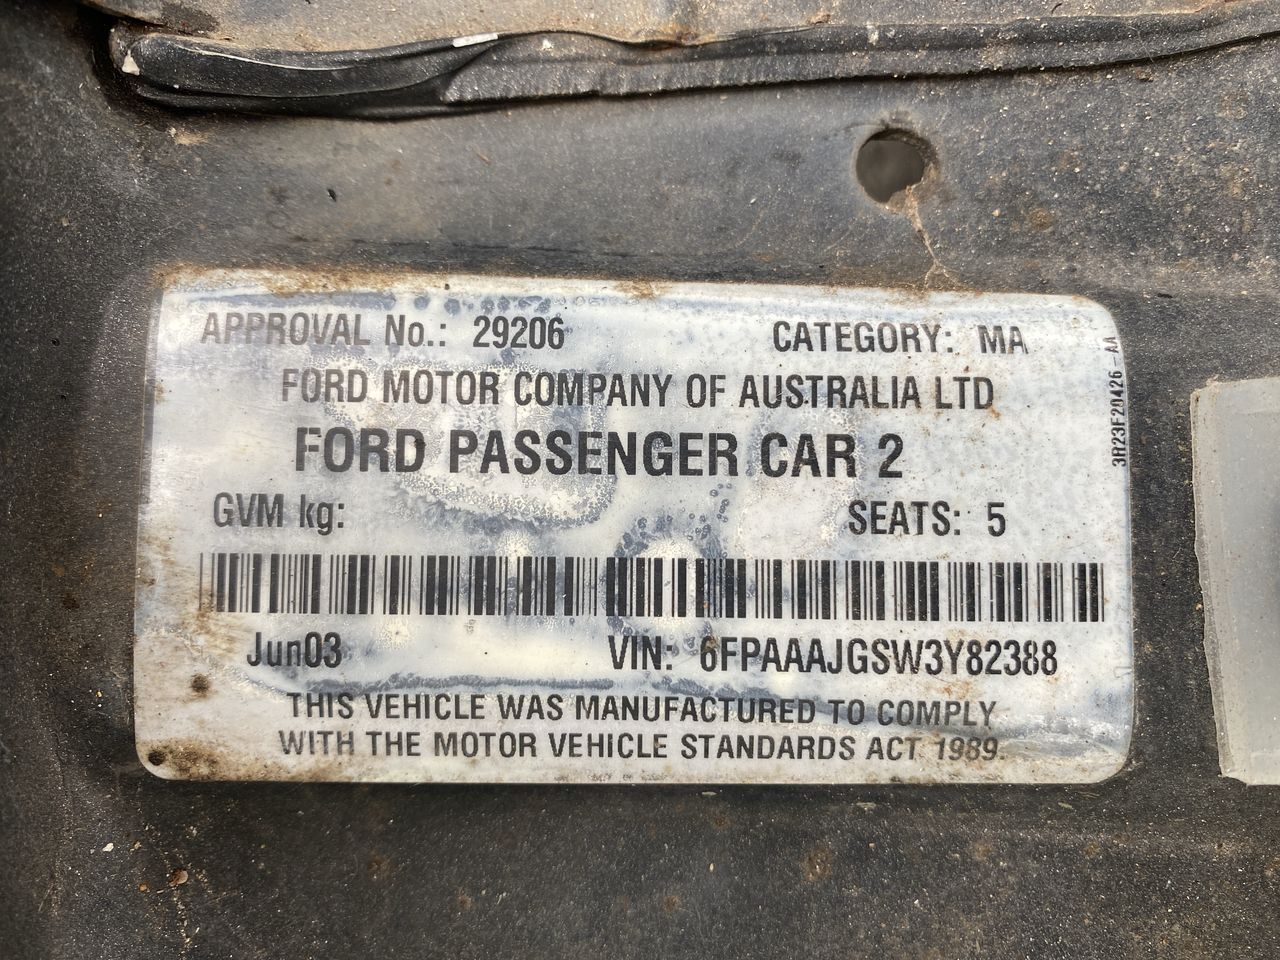 APPROVAL No.: 29206 CATEGORY: MA
FORD MOTOR COMPANY OF AUSTRALIA LTD
FORD PASSENGER CAR 2
GVM kg: SEATS: 5
Jun03 VIN: 6FPAAAJGSW3Y82388
THIS VEHICLE WAS MANUFACTURED TO COMPLY
WITH THE MOTOR VEHICLE STANDARDS ACT 1989.
3R23F20426 AA